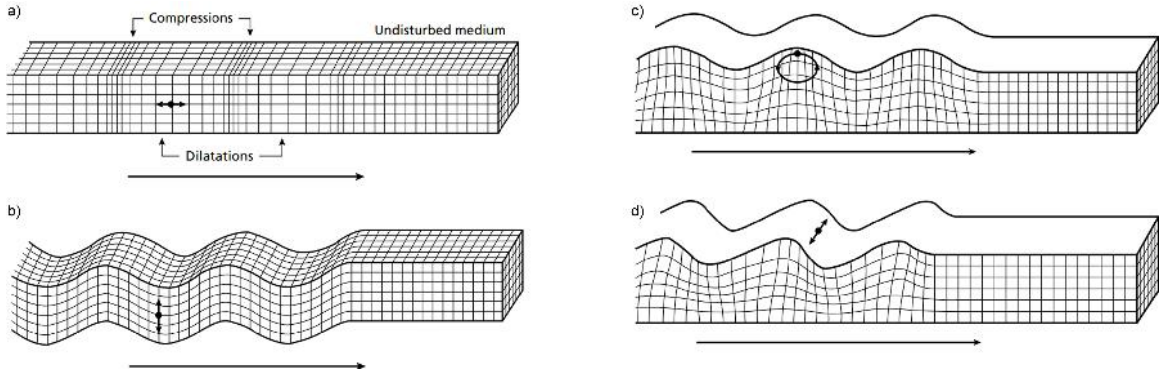 a)
Compressions
Undisturbed medium
Dilatations
b)
c)
d)